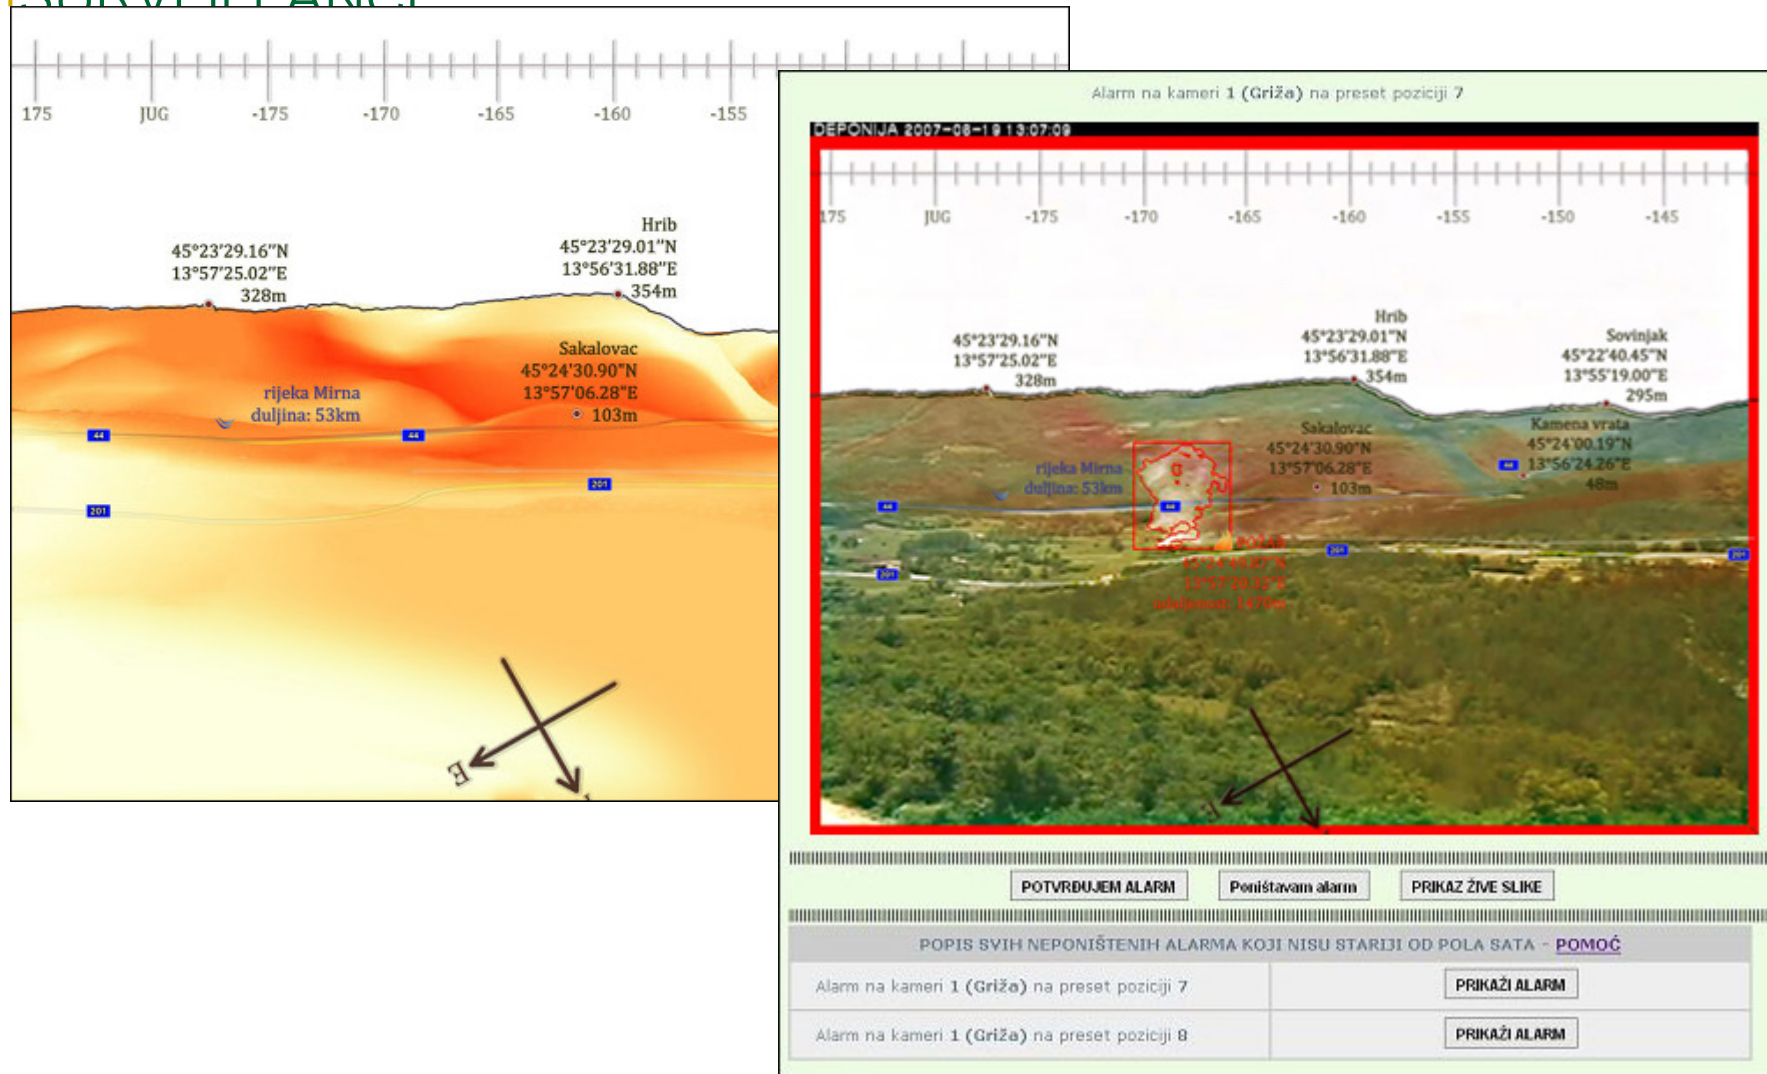 175 JUG -175 -170 -165 -160 -155
45°23'29.16"N
13°57'25.02"E
328m
Hrib
45°23'29.01"N
13°56'31.88"E
354m
Sakalovac
45°24'30.90"N
13°57'06.28"E
103m
rijeka Mirna
duljina: 53km
44
44
201
201
E
Alarm na kameri 1 (Griža) na preset poziciji 7
DEPONIJA 2007-08-19 13:07:09
175 JUG -175 -170 -165 -160 -155 -150 -145
45°23'29.16"N
13°57'25.02"E
328m
Hrib
45°23'29.01"N
13°56'31.88"E
354m
Sovinjak
45°22'40.45"N
13°55'19.00"E
295m
Sakalovac
45°24'30.90"N
13°57'06.28"E
103m
Kamena vrata
45°24'00.19"N
13°56'24.26"E
48m
rijeka Mirna
duljina: 53km
44
44
44
201
201
201
E
POTVRĐUJEM ALARM
Poništavam alarm
PRIKAZ ŽIVE SLIKE
POPIS SVIH NEPONIŠTENIH ALARMA KOJI NISU STARIJI OD POLA SATA - POMOĆ
Alarm na kameri 1 (Griža) na preset poziciji 7 PRIKAŽI ALARM
Alarm na kameri 1 (Griža) na preset poziciji 8 PRIKAŽI ALARM